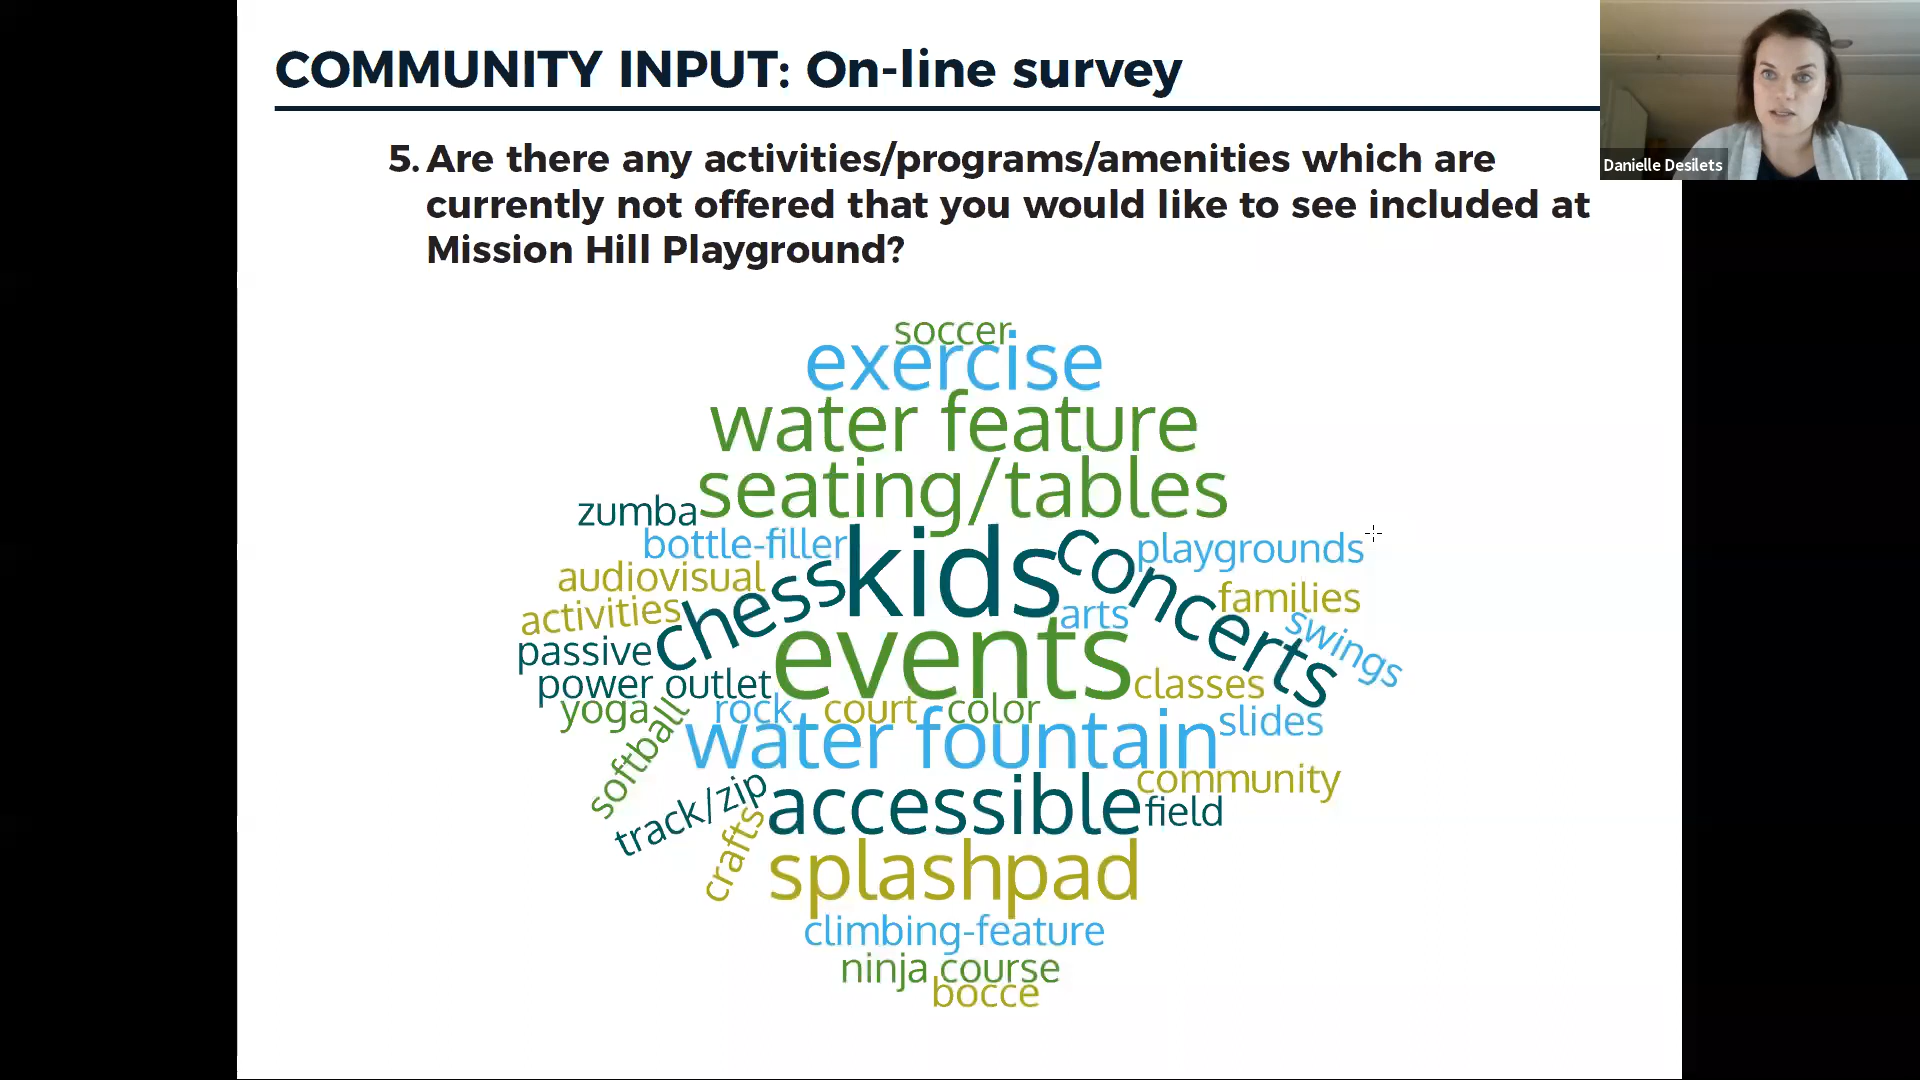 COMMUNITY INPUT: On-line survey
Danielle Desilets
5. Are there any activities/programs/amenities which are
currently not offered that you would like to see included at
Mission Hill Playground?
soccer
exercise
water feature
seating/tables
zumba
bottle-filler
kids
concerts
playgrounds
audiovisual
chess
families
activities
arts
swings
passive
events
power outlet
classes
yoga
rock
court
color
softball
water fountain
slides
track/zip
accessible
community
field
crafts
splashpad
climbing-feature
ninja course
bocce